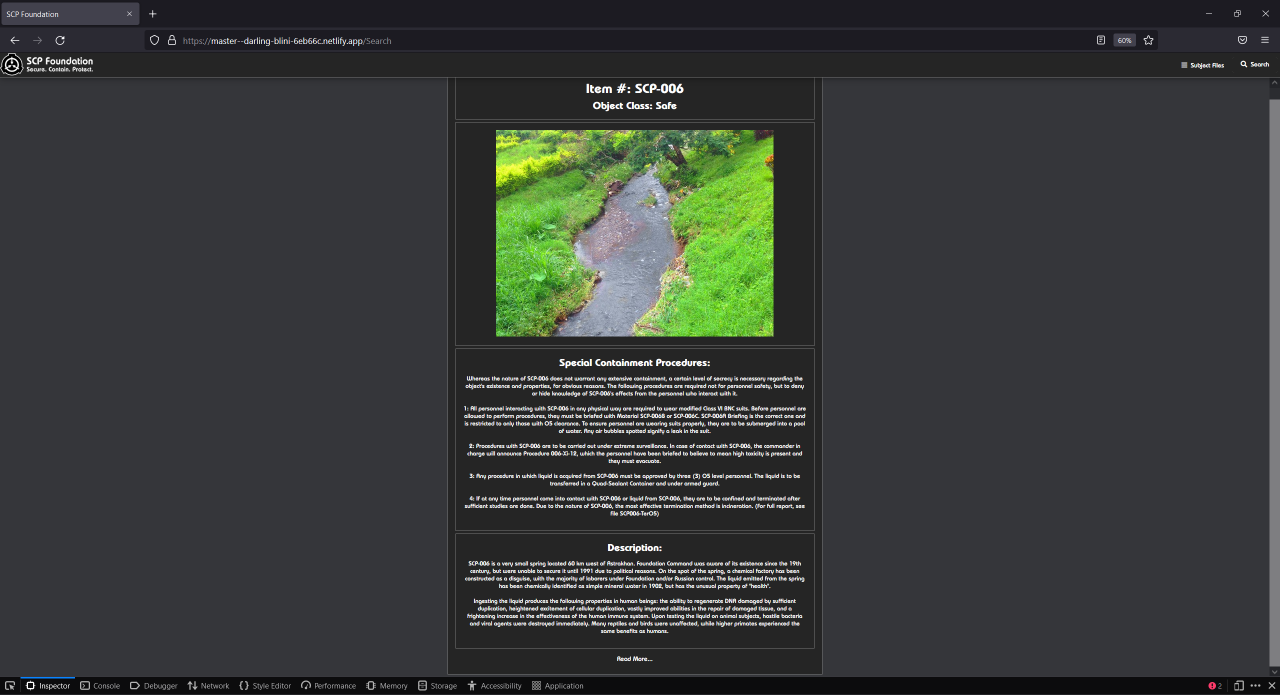 SCP Foundation
https://master--darling-blini-6eb66c.netlify.app/Search
60%
SCP Foundation
Secure. Contain. Protect.
Subject Files
Search
Item #: SCP-006
Object Class: Safe
Special Containment Procedures:
Whereas the nature of SCP-006 does not warrant any extensive containment, a certain level of secrecy is necessary regarding the
object's existence and properties, for obvious reasons. The following procedures are required not for personnel safety, but to deny
or hide knowledge of SCP-006's effects from the personnel who interact with it.
1: All personnel interacting with SCP-006 in any physical way are required to wear modified Class VI BNC suits. Before personnel are
allowed to perform procedures, they must be briefed with Material SCP-006B or SCP-006C. SCP-006A Briefing is the correct one and
is restricted to only those with O5 clearance. To ensure personnel are wearing suits properly, they are to be submerged into a pool
of water. Any air bubbles spotted signify a leak in the suit.
2: Procedures with SCP-006 are to be carried out under extreme surveillance. In case of contact with SCP-006, the commander in
charge will announce Procedure 006-Xi-12, which the personnel have been briefed to believe to mean high toxicity is present and
they must evacuate.
3: Any procedure in which liquid is acquired from SCP-006 must be approved by three (3) O5 level personnel. The liquid is to be
transferred in a Quad-Sealant Container and under armed guard.
4: If at any time personnel come into contact with SCP-006 or liquid from SCP-006, they are to be confined and terminated after
sufficient studies are done. Due to the nature of SCP-006, the most effective termination method is incineration. (For full report, see
file SCP006-TerO5)
Description:
SCP-006 is a very small spring located 60 km west of Astrakhan. Foundation Command was aware of its existence since the 19th
century, but were unable to secure it until 1991 due to political reasons. On the spot of the spring, a chemical factory has been
constructed as a disguise, with the majority of laborers under Foundation and/or Russian control. The liquid emitted from the spring
has been chemically identified as simple mineral water in 1902, but has the unusual property of "health".
Ingesting the liquid produces the following properties in human beings: the ability to regenerate DNA damaged by sufficient
duplication, heightened excitement of cellular duplication, vastly improved abilities in the repair of damaged tissue, and a
frightening increase in the effectiveness of the human immune system. Upon testing the liquid on animal subjects, hostile bacteria
and viral agents were destroyed immediately. Many reptiles and birds were unaffected, while higher primates experienced the
same benefits as humans.
Read More...
Inspector
Console
Debugger
Network
Style Editor
Performance
Memory
Storage
Accessibility
Application
2